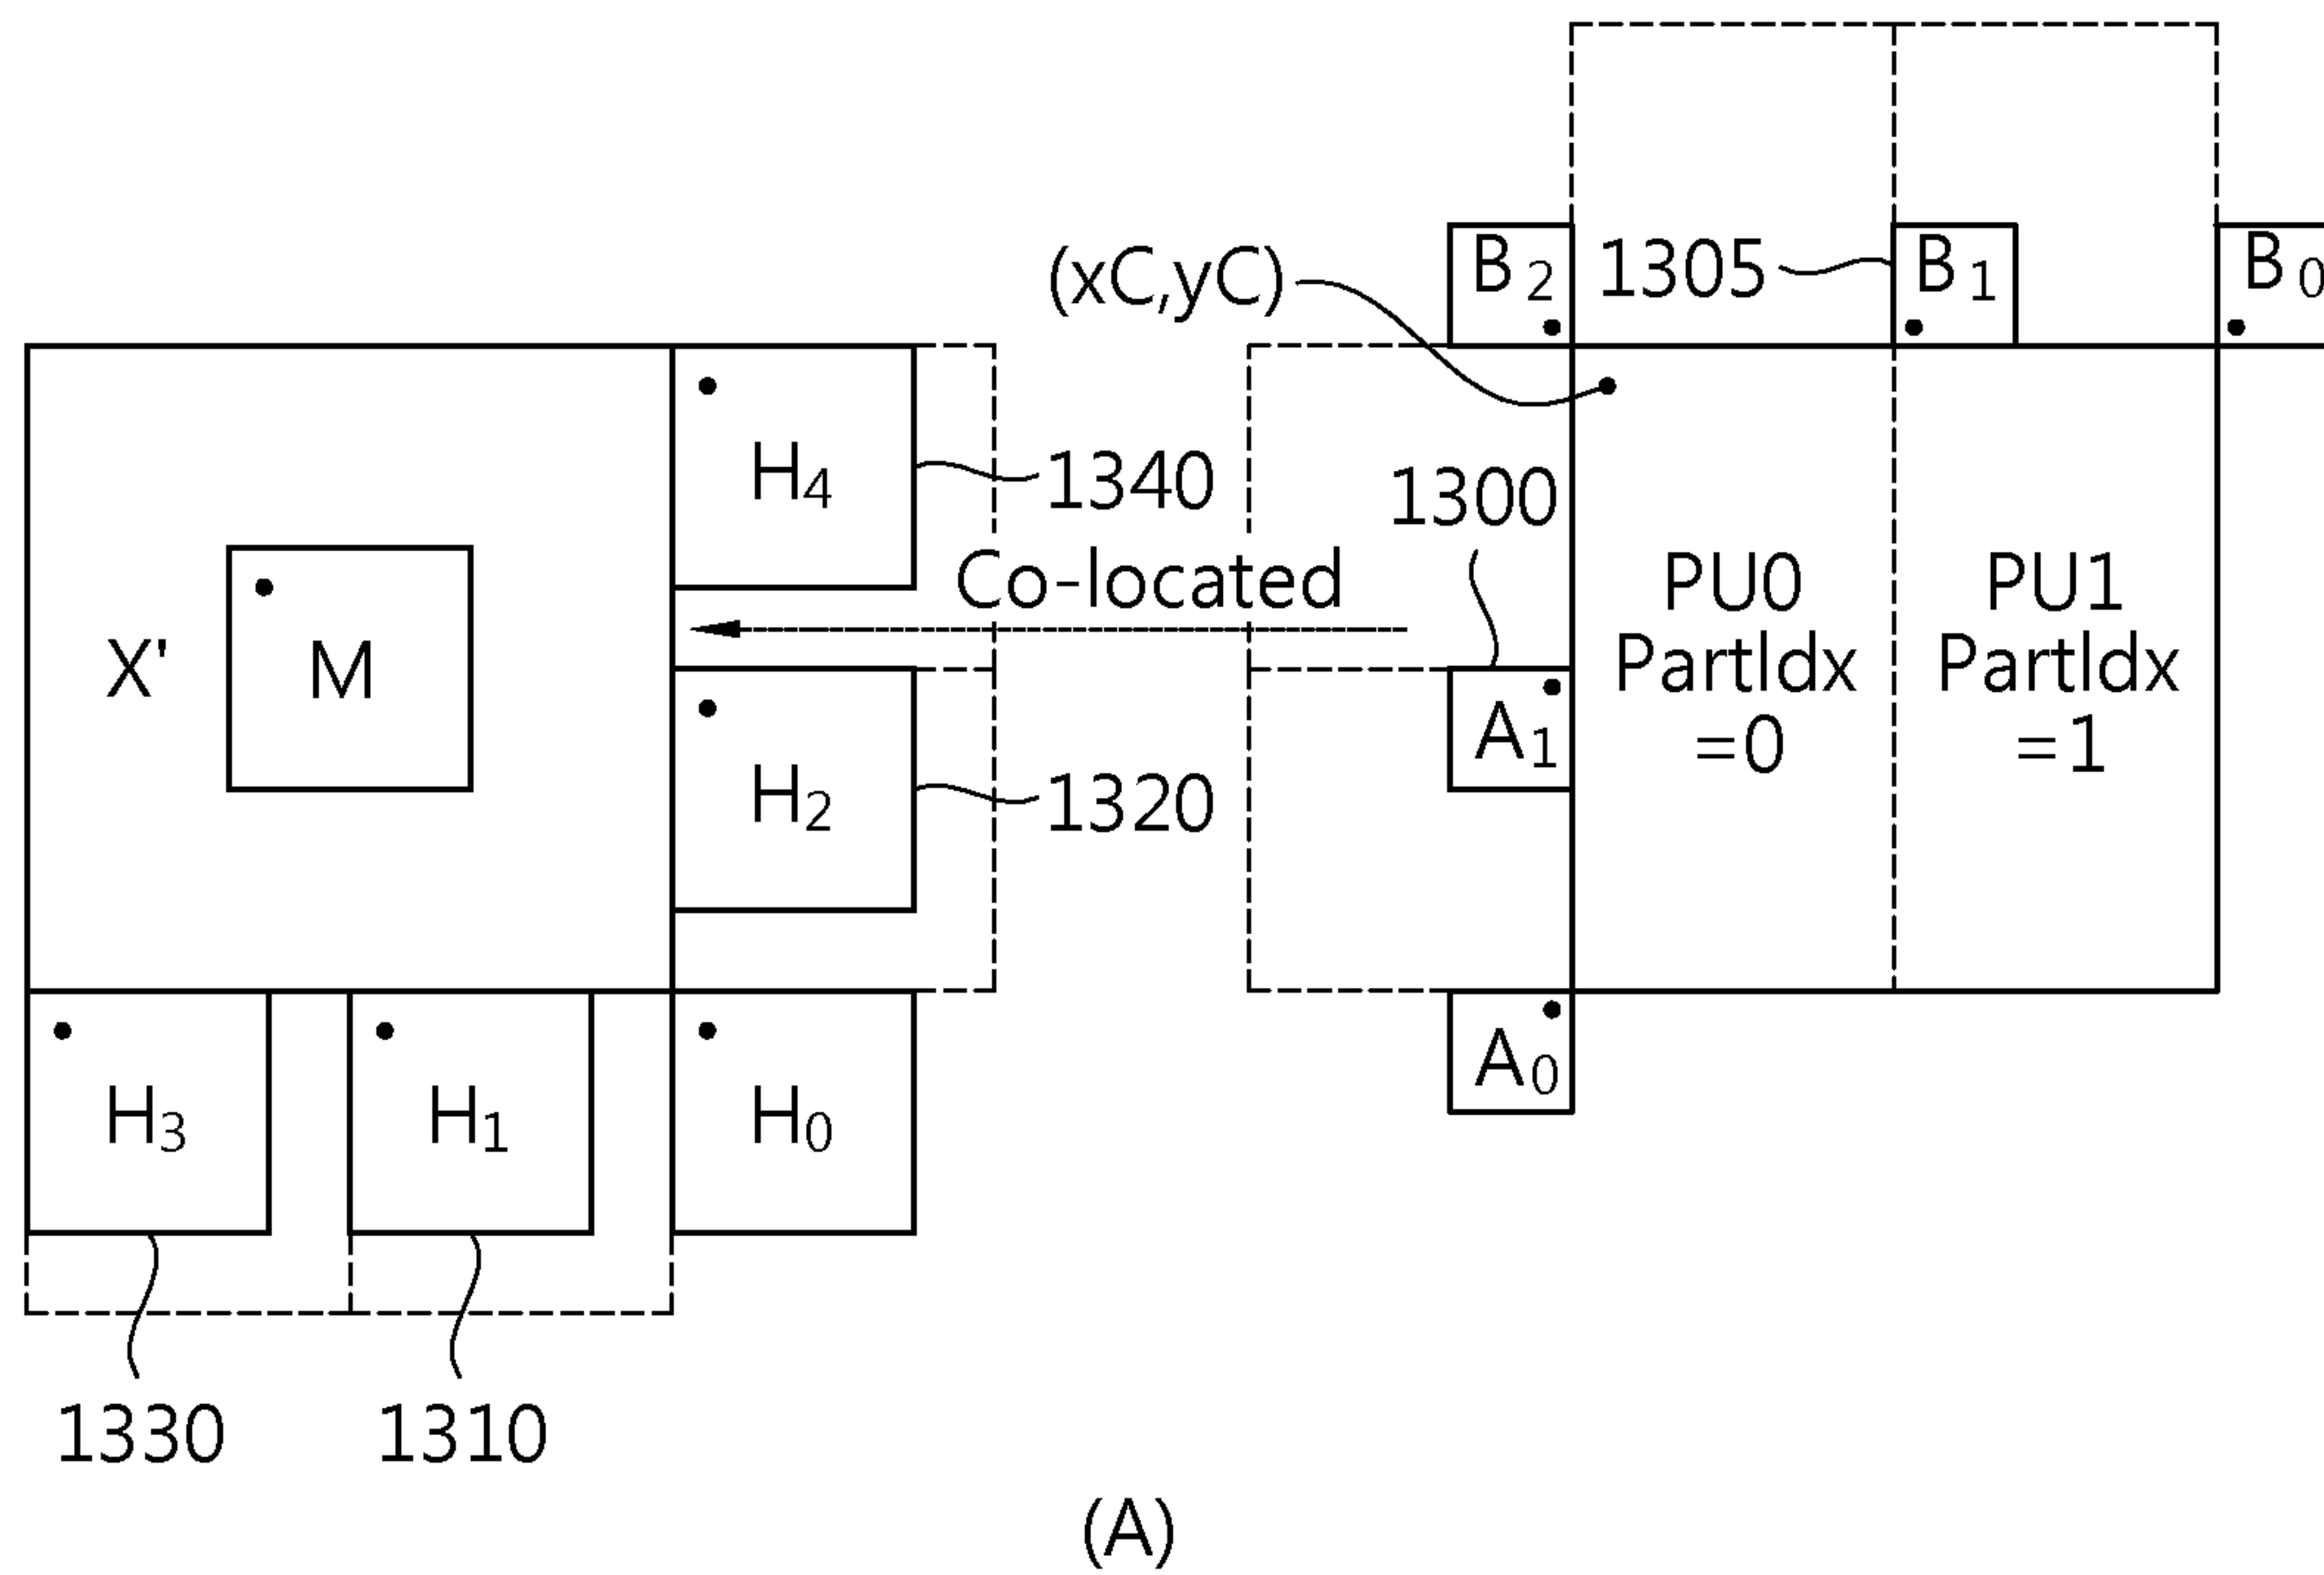 B2
1305
B1
B0
(xC,yC)
H4
1340
1300
Co-located
PU0
PartIdx
=0
PU1
PartIdx
=1
X'
M
H2
1320
A1
A0
H3
H1
H0
1330
1310
(A)